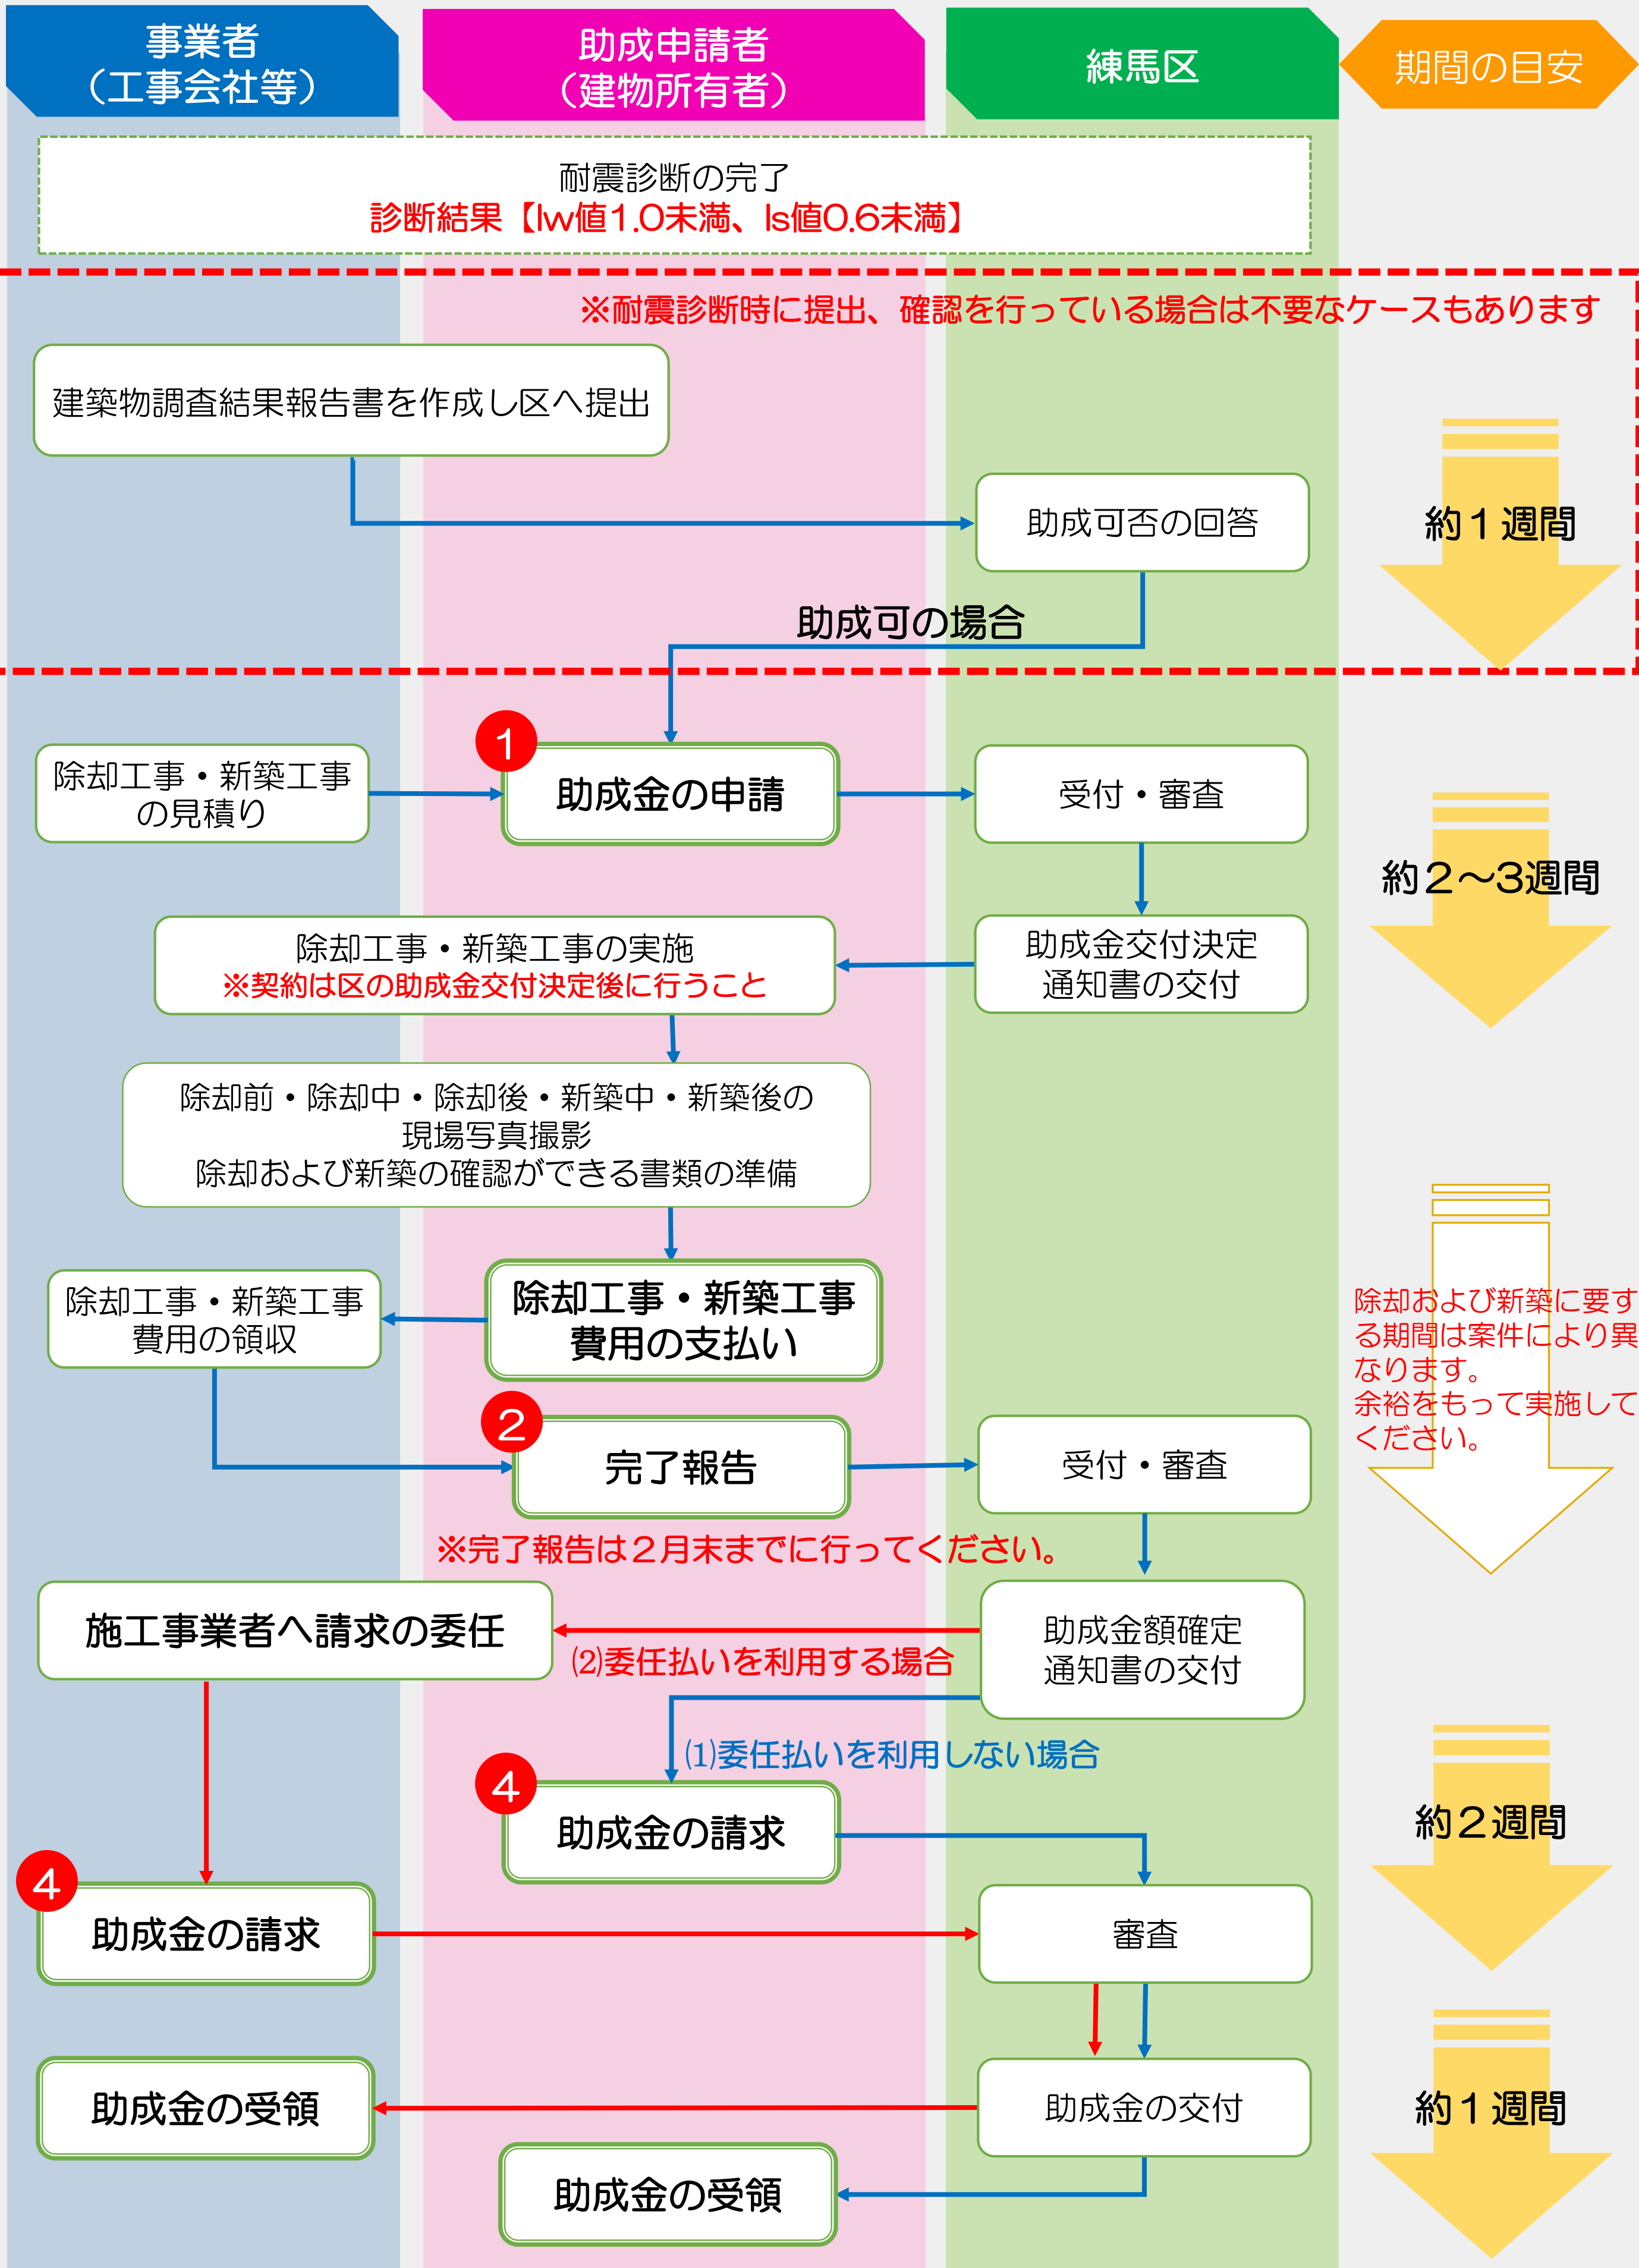 事業者
（工事会社等）
助成申請者
（建物所有者）
練馬区
期間の目安
耐震診断の完了
診断結果【Iw値1.0未満、Is値0.6未満】
※耐震診断時に提出、確認を行っている場合は不要なケースもあります
建築物調査結果報告書を作成し区へ提出
助成可否の回答
約１週間
助成可の場合
1
除却工事・新築工事
の見積り
助成金の申請
受付・審査
約２～３週間
除却工事・新築工事の実施
※契約は区の助成金交付決定後に行うこと
助成金交付決定
通知書の交付
除却前・除却中・除却後・新築中・新築後の
現場写真撮影
除却および新築の確認ができる書類の準備
除却工事・新築工事
費用の領収
除却工事・新築工事
費用の支払い
除却および新築に要す
る期間は案件により異
なります。
余裕をもって実施して
ください。
2
完了報告
受付・審査
※完了報告は２月末までに行ってください。
施工事業者へ請求の委任
⑵委任払いを利用する場合
助成金額確定
通知書の交付
⑴委任払いを利用しない場合
4
助成金の請求
約２週間
4
助成金の請求
審査
助成金の受領
助成金の交付
約１週間
助成金の受領